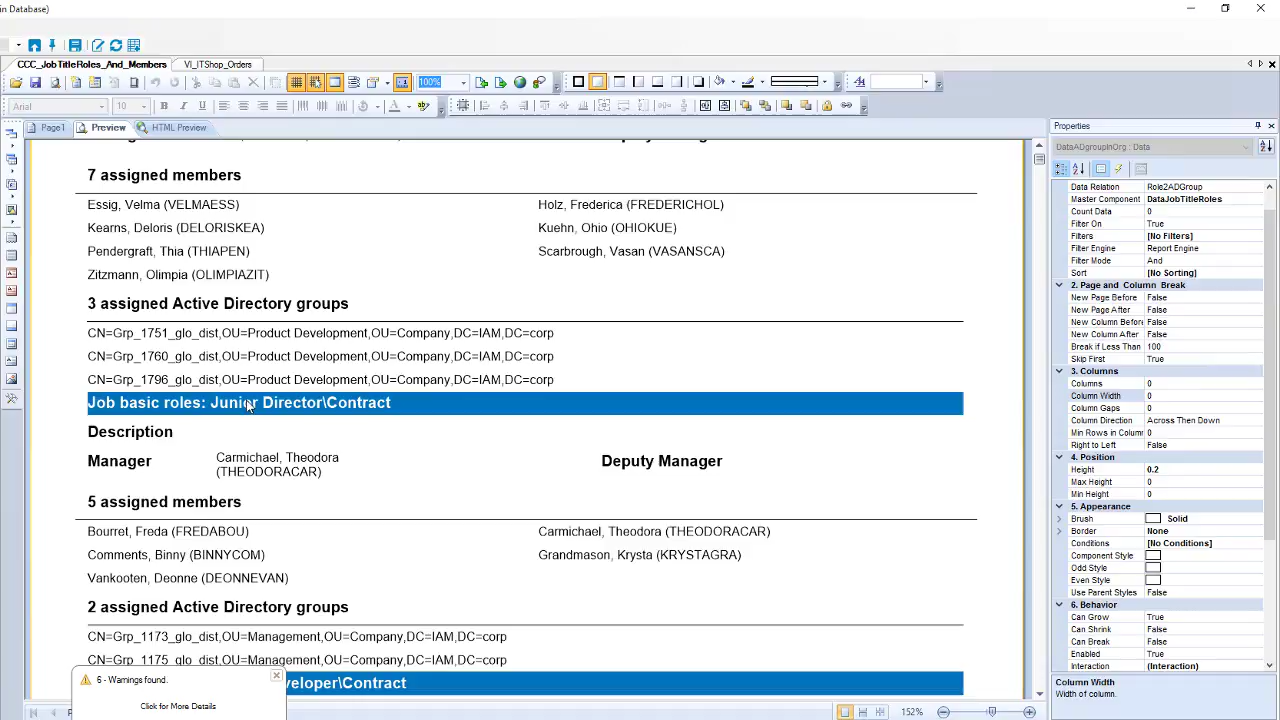 in Database)
CCC_JobTitleRoles_And_Members VI_ITShop_Orders
100%
Arial 10 B I U
Page1 Preview HTML Preview
7 assigned members
Essig, Velma (VELMAESS) Holz, Frederica (FREDERICHOL)
Kearns, Deloris (DELORISKEA) Kuehn, Ohio (OHIOKUE)
Pendergraft, Thia (THIAPEN) Scarbrough, Vasan (VASANSCA)
Zitzmann, Olimpia (OLIMPIAZIT)
3 assigned Active Directory groups
CN=Grp_1751_glo_dist,OU=Product Development,OU=Company,DC=IAM,DC=corp
CN=Grp_1760_glo_dist,OU=Product Development,OU=Company,DC=IAM,DC=corp
CN=Grp_1796_glo_dist,OU=Product Development,OU=Company,DC=IAM,DC=corp
Job basic roles: Junior Director\Contract
Description
Manager Carmichael, Theodora (THEODORACAR) Deputy Manager
5 assigned members
Bourret, Freda (FREDABOU) Carmichael, Theodora (THEODORACAR)
Comments, Binny (BINNYCOM) Grandmason, Krysta (KRYSTAGRA)
Vankooten, Deonne (DEONNEVAN)
2 assigned Active Directory groups
CN=Grp_1173_glo_dist,OU=Management,OU=Company,DC=IAM,DC=corp
CN=Grp_1175_glo_dist,OU=Management,OU=Company,DC=IAM,DC=corp
veloper\Contract
6 - Warnings found.
Click for More Details
152%
Properties
DataADgroupInOrg : Data
Data Relation Role2ADGroup
Master Component DataJobTitleRoles
Count Data 0
Filter On True
Filters [No Filters]
Filter Engine Report Engine
Filter Mode And
Sort [No Sorting]
2. Page and Column Break
New Page Before False
New Page After False
New Column Before False
New Column After False
Break if Less Than 100
Skip First True
3. Columns
Columns 0
Column Width 0
Column Gaps 0
Column Direction Across Then Down
Min Rows in Column 0
Right to Left False
4. Position
Height 0.2
Max Height 0
Min Height 0
5. Appearance
Brush Solid
Border None
Conditions [No Conditions]
Component Style
Odd Style
Even Style
Use Parent Styles False
6. Behavior
Can Grow True
Can Shrink False
Can Break False
Enabled True
Interaction (Interaction)
Column Width
Width of column.